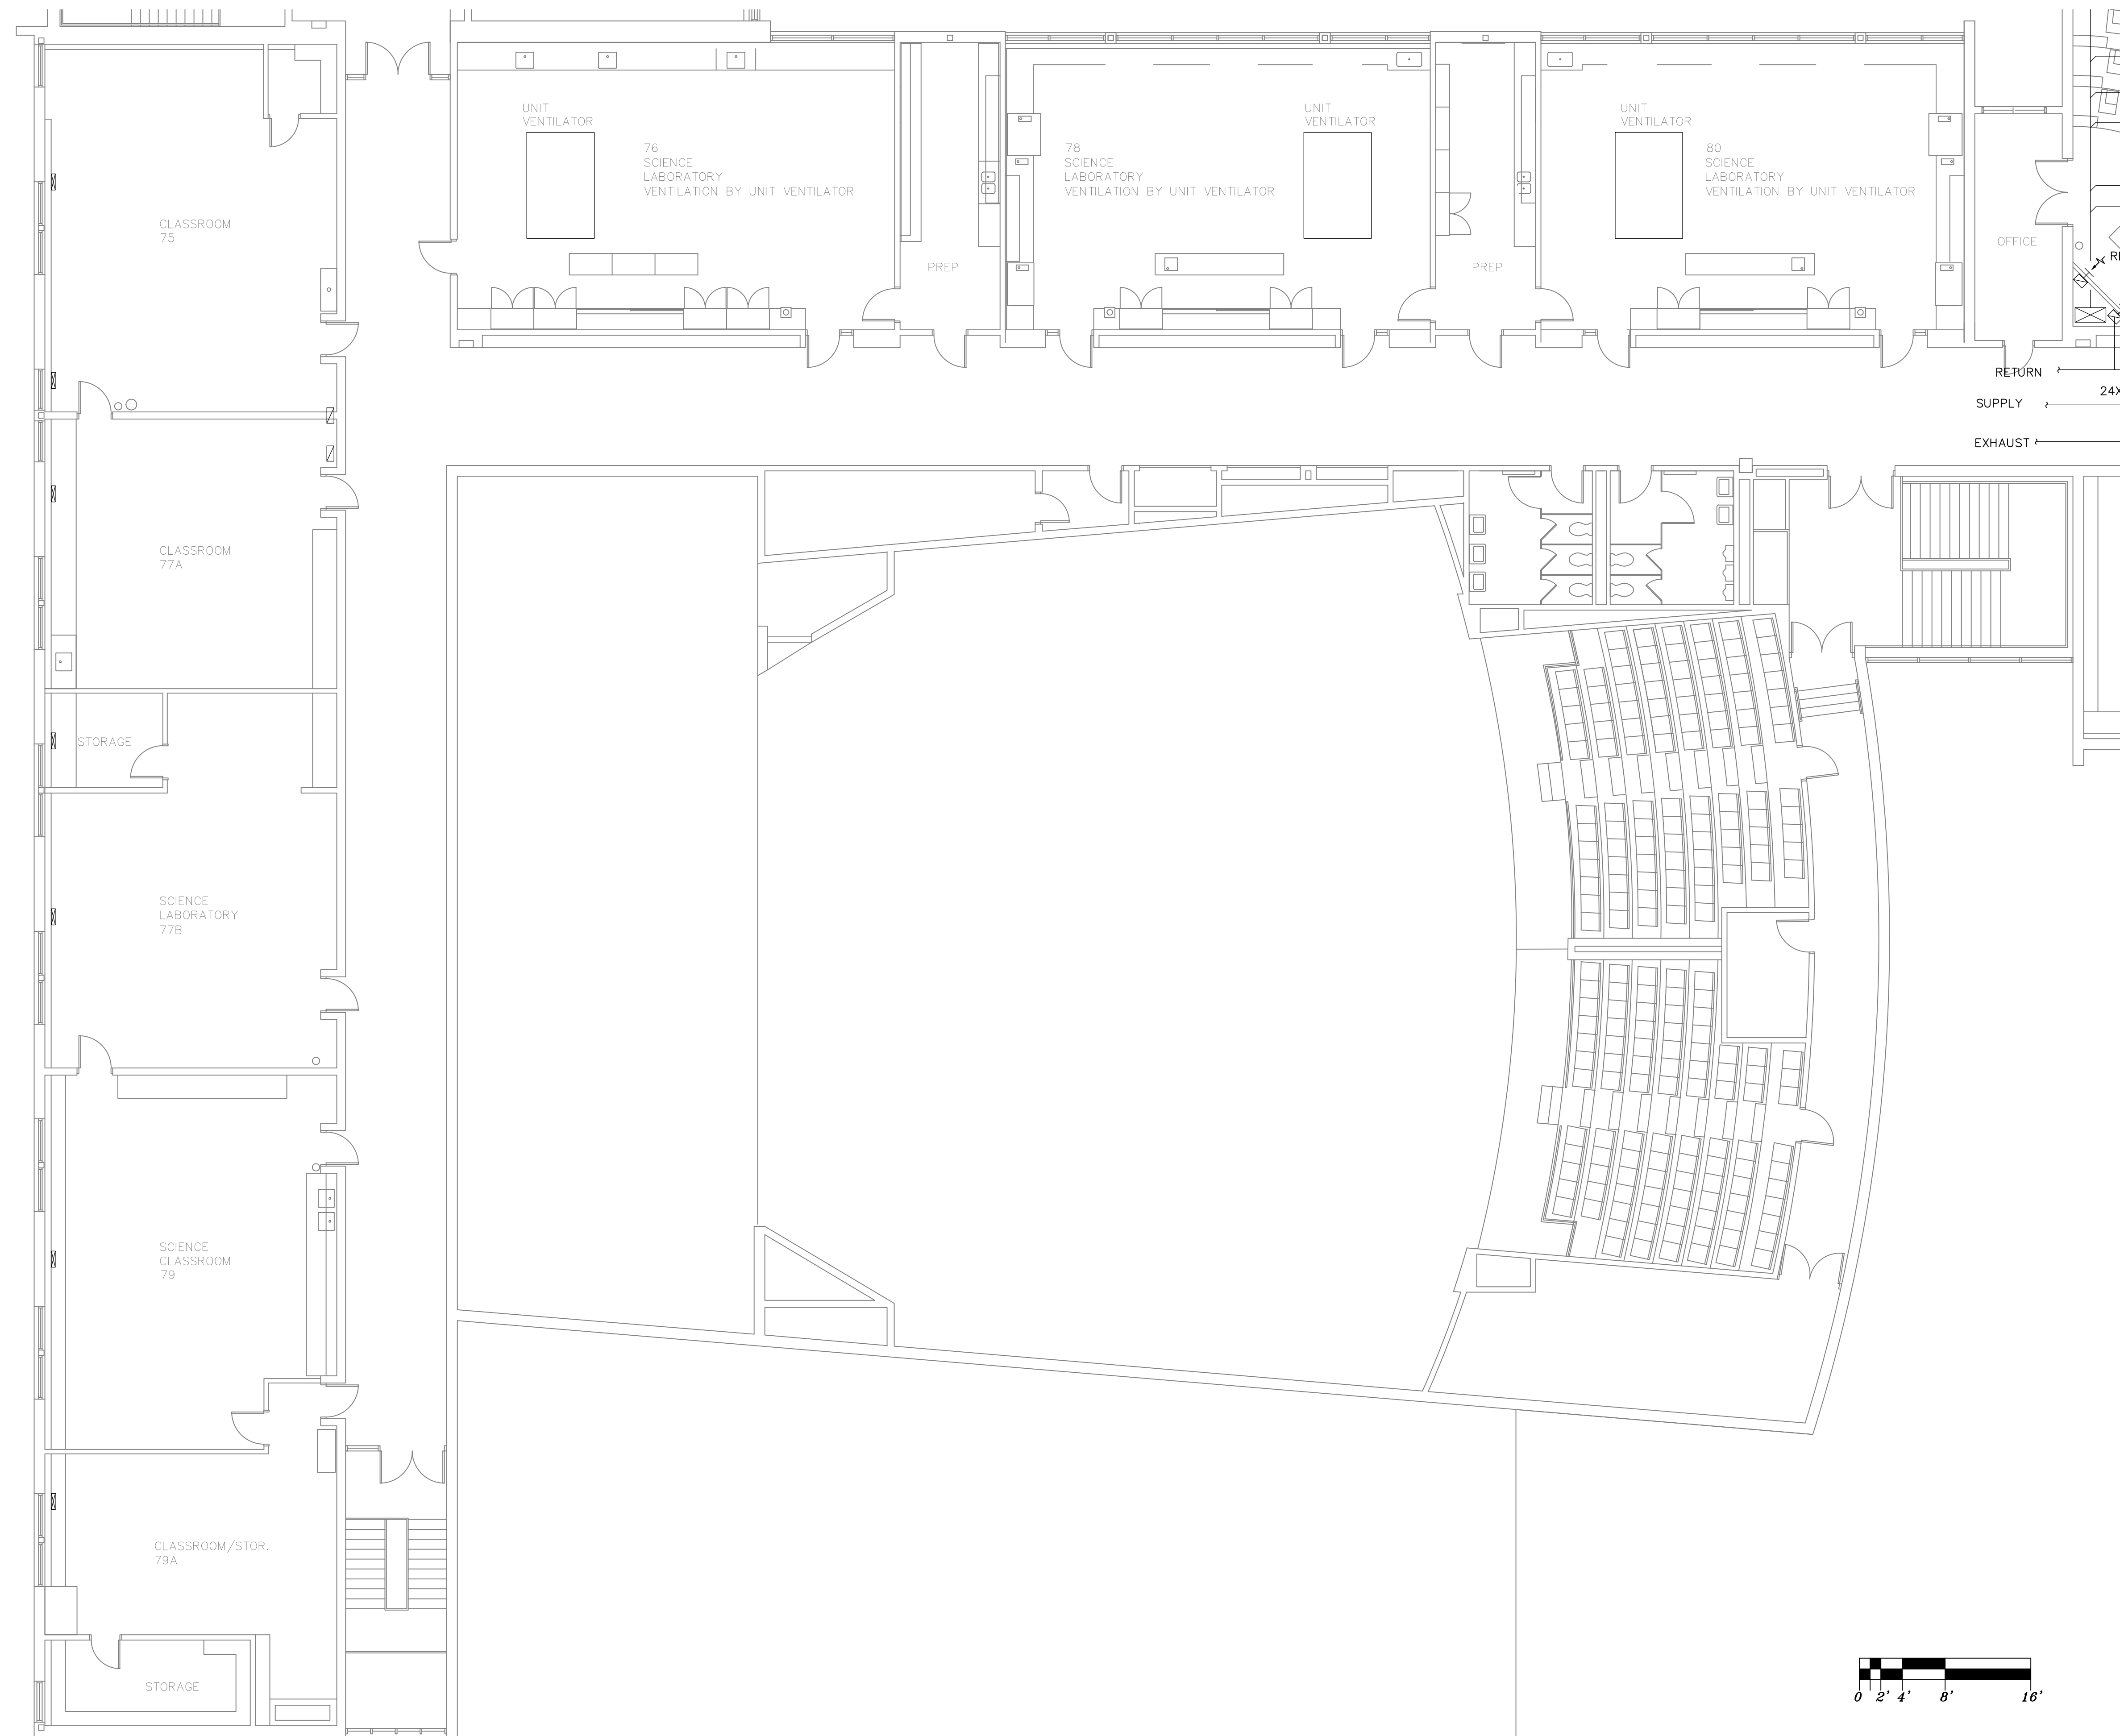 UNIT
VENTILATOR
76
SCIENCE
LABORATORY
VENTILATION BY UNIT VENTILATOR
UNIT
VENTILATOR
78
SCIENCE
LABORATORY
VENTILATION BY UNIT VENTILATOR
UNIT
VENTILATOR
80
SCIENCE
LABORATORY
VENTILATION BY UNIT VENTILATOR
CLASSROOM
75
PREP
PREP
OFFICE
RETURN
24X
SUPPLY
EXHAUST
CLASSROOM
77A
STORAGE
SCIENCE
LABORATORY
77B
SCIENCE
CLASSROOM
79
CLASSROOM/STOR.
79A
STORAGE
0 2' 4' 8' 16'